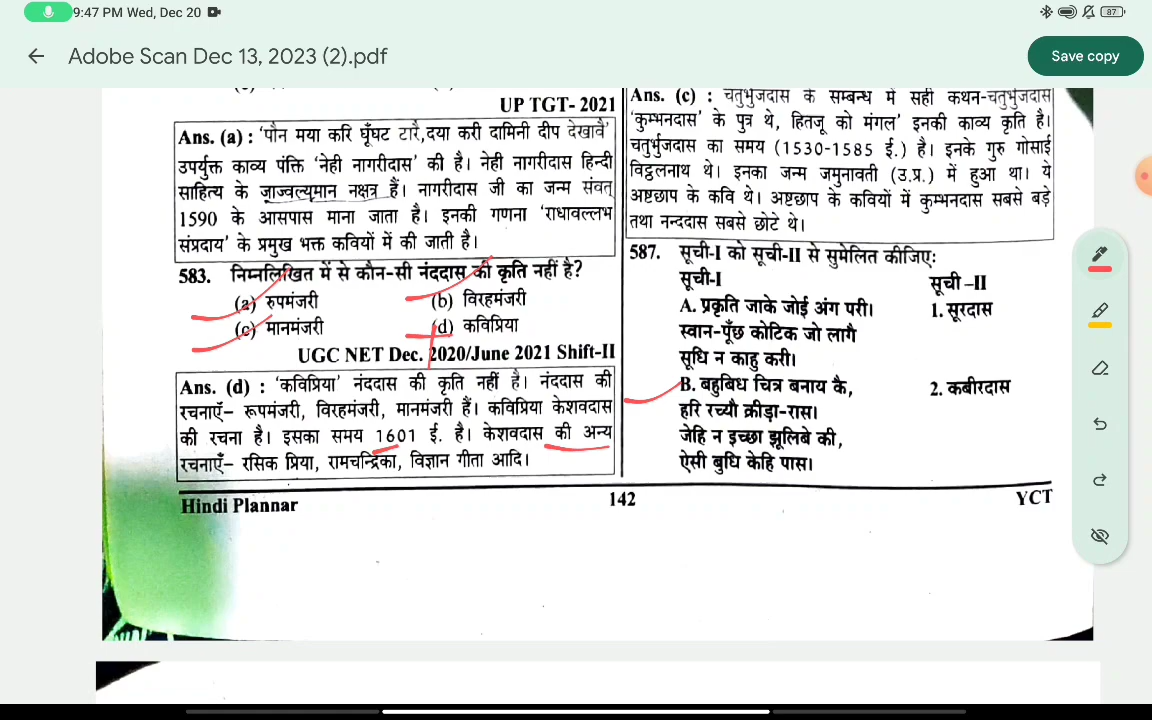 9:47 PM Wed, Dec 20
87
Adobe Scan Dec 13, 2023 (2).pdf
Save copy
UP TGT- 2021
Ans. (a) : 'पौन मया करि घूँघट टारै,दया करी दामिनी दीप देखावै'
उपर्युक्त काव्य पंक्ति 'नेही नागरीदास' की है। नेही नागरीदास हिन्दी
साहित्य के जाज्वल्यमान नक्षत्र हैं। नागरीदास जी का जन्म संवत्
1590 के आसपास माना जाता है। इनकी गणना 'राधावल्लभ
संप्रदाय' के प्रमुख भक्त कवियों में की जाती है।
583. निम्नलिखित में से कौन-सी नंददास की कृति नहीं है?
(a) रुपमंजरी (b) विरहमंजरी
(c) मानमंजरी (d) कविप्रिया
UGC NET Dec. 2020/June 2021 Shift-II
Ans. (d) : 'कविप्रिया' नंददास की कृति नहीं है। नंददास की
रचनाएँ- रूपमंजरी, विरहमंजरी, मानमंजरी हैं। कविप्रिया केशवदास
की रचना है। इसका समय 1601 ई. है। केशवदास की अन्य
रचनाएँ- रसिक प्रिया, रामचन्द्रिका, विज्ञान गीता आदि।
Ans. (c) : चतुर्भुजदास के सम्बन्ध में सही कथन-चतुर्भुजदास
'कुम्भनदास' के पुत्र थे, हितजू को मंगल' इनकी काव्य कृति है।
चतुर्भुजदास का समय (1530-1585 ई.) है। इनके गुरु गोसाई
विट्ठलनाथ थे। इनका जन्म जमुनावती (उ.प्र.) में हुआ था। ये
अष्टछाप के कवि थे। अष्टछाप के कवियों में कुम्भनदास सबसे बड़े
तथा नन्ददास सबसे छोटे थे।
587. सूची-I को सूची-II से सुमेलित कीजिए:
सूची-I सूची -II
A. प्रकृति जाके जोई अंग परी। 1. सूरदास
स्वान-पूँछ कोटिक जो लागै
सूधि न काहु करी।
B. बहुबिध चित्र बनाय कै, 2. कबीरदास
हरि रच्यौ क्रीड़ा-रास।
जेहि न इच्छा झूलिबे की,
ऐसी बुधि केहि पास।
Hindi Plannar 142 YCT